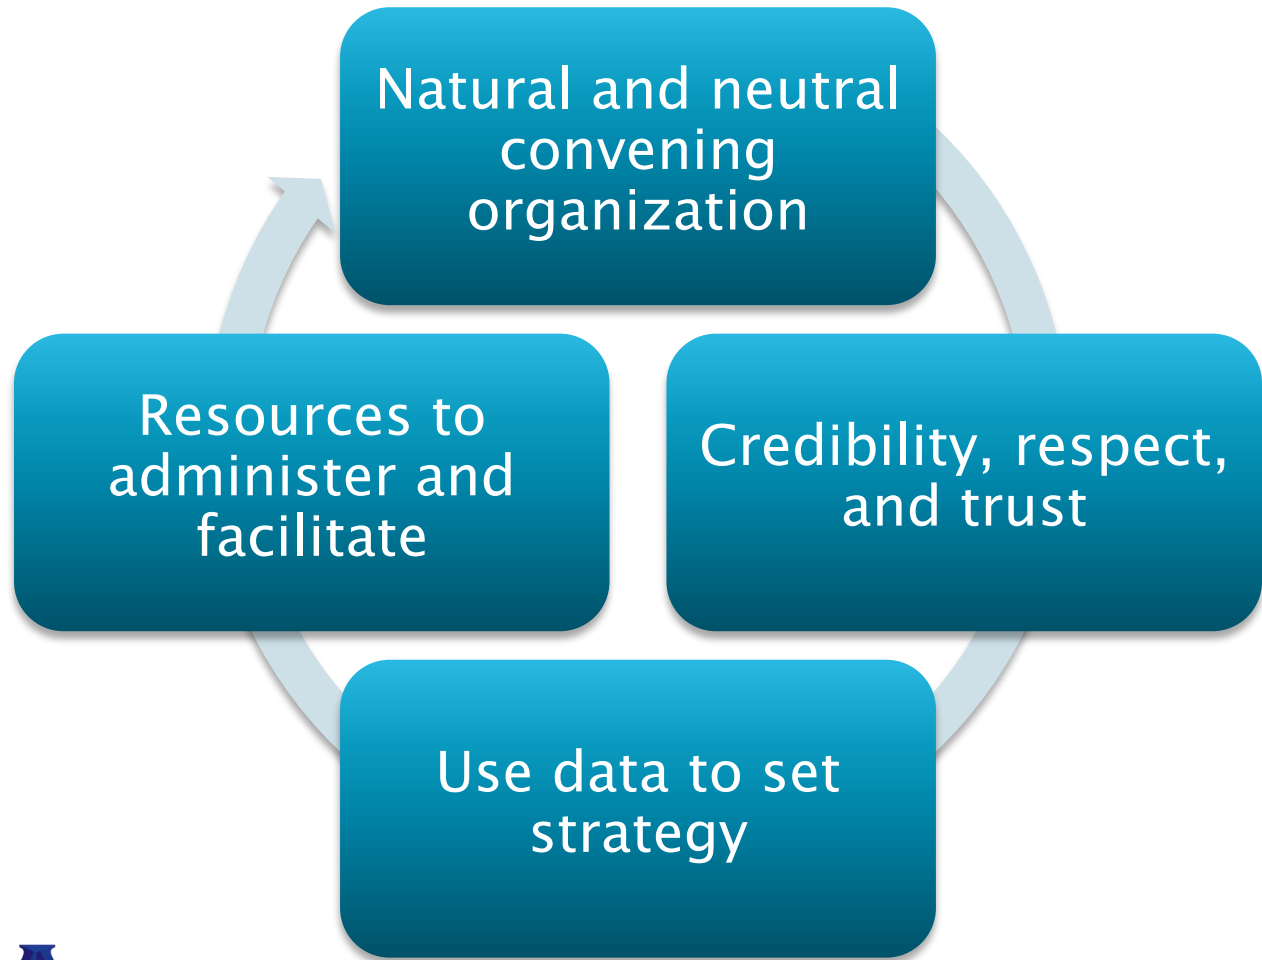 Natural and neutral
convening
organization
Credibility, respect,
and trust
Use data to set
strategy
Resources to
administer and
facilitate